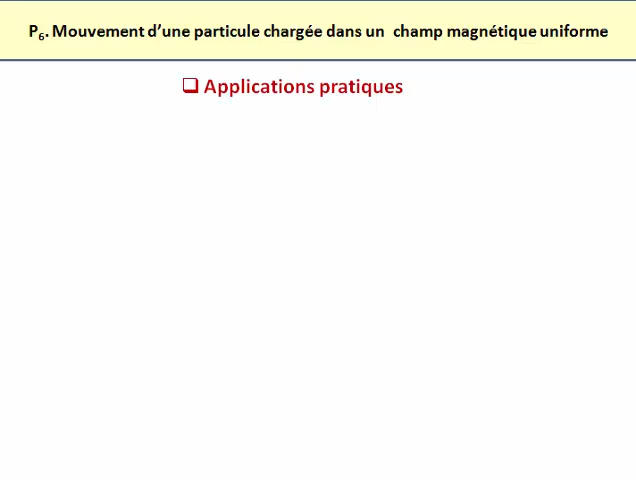 P₆. Mouvement d’une particule chargée dans un champ magnétique uniforme
❑ Applications pratiques